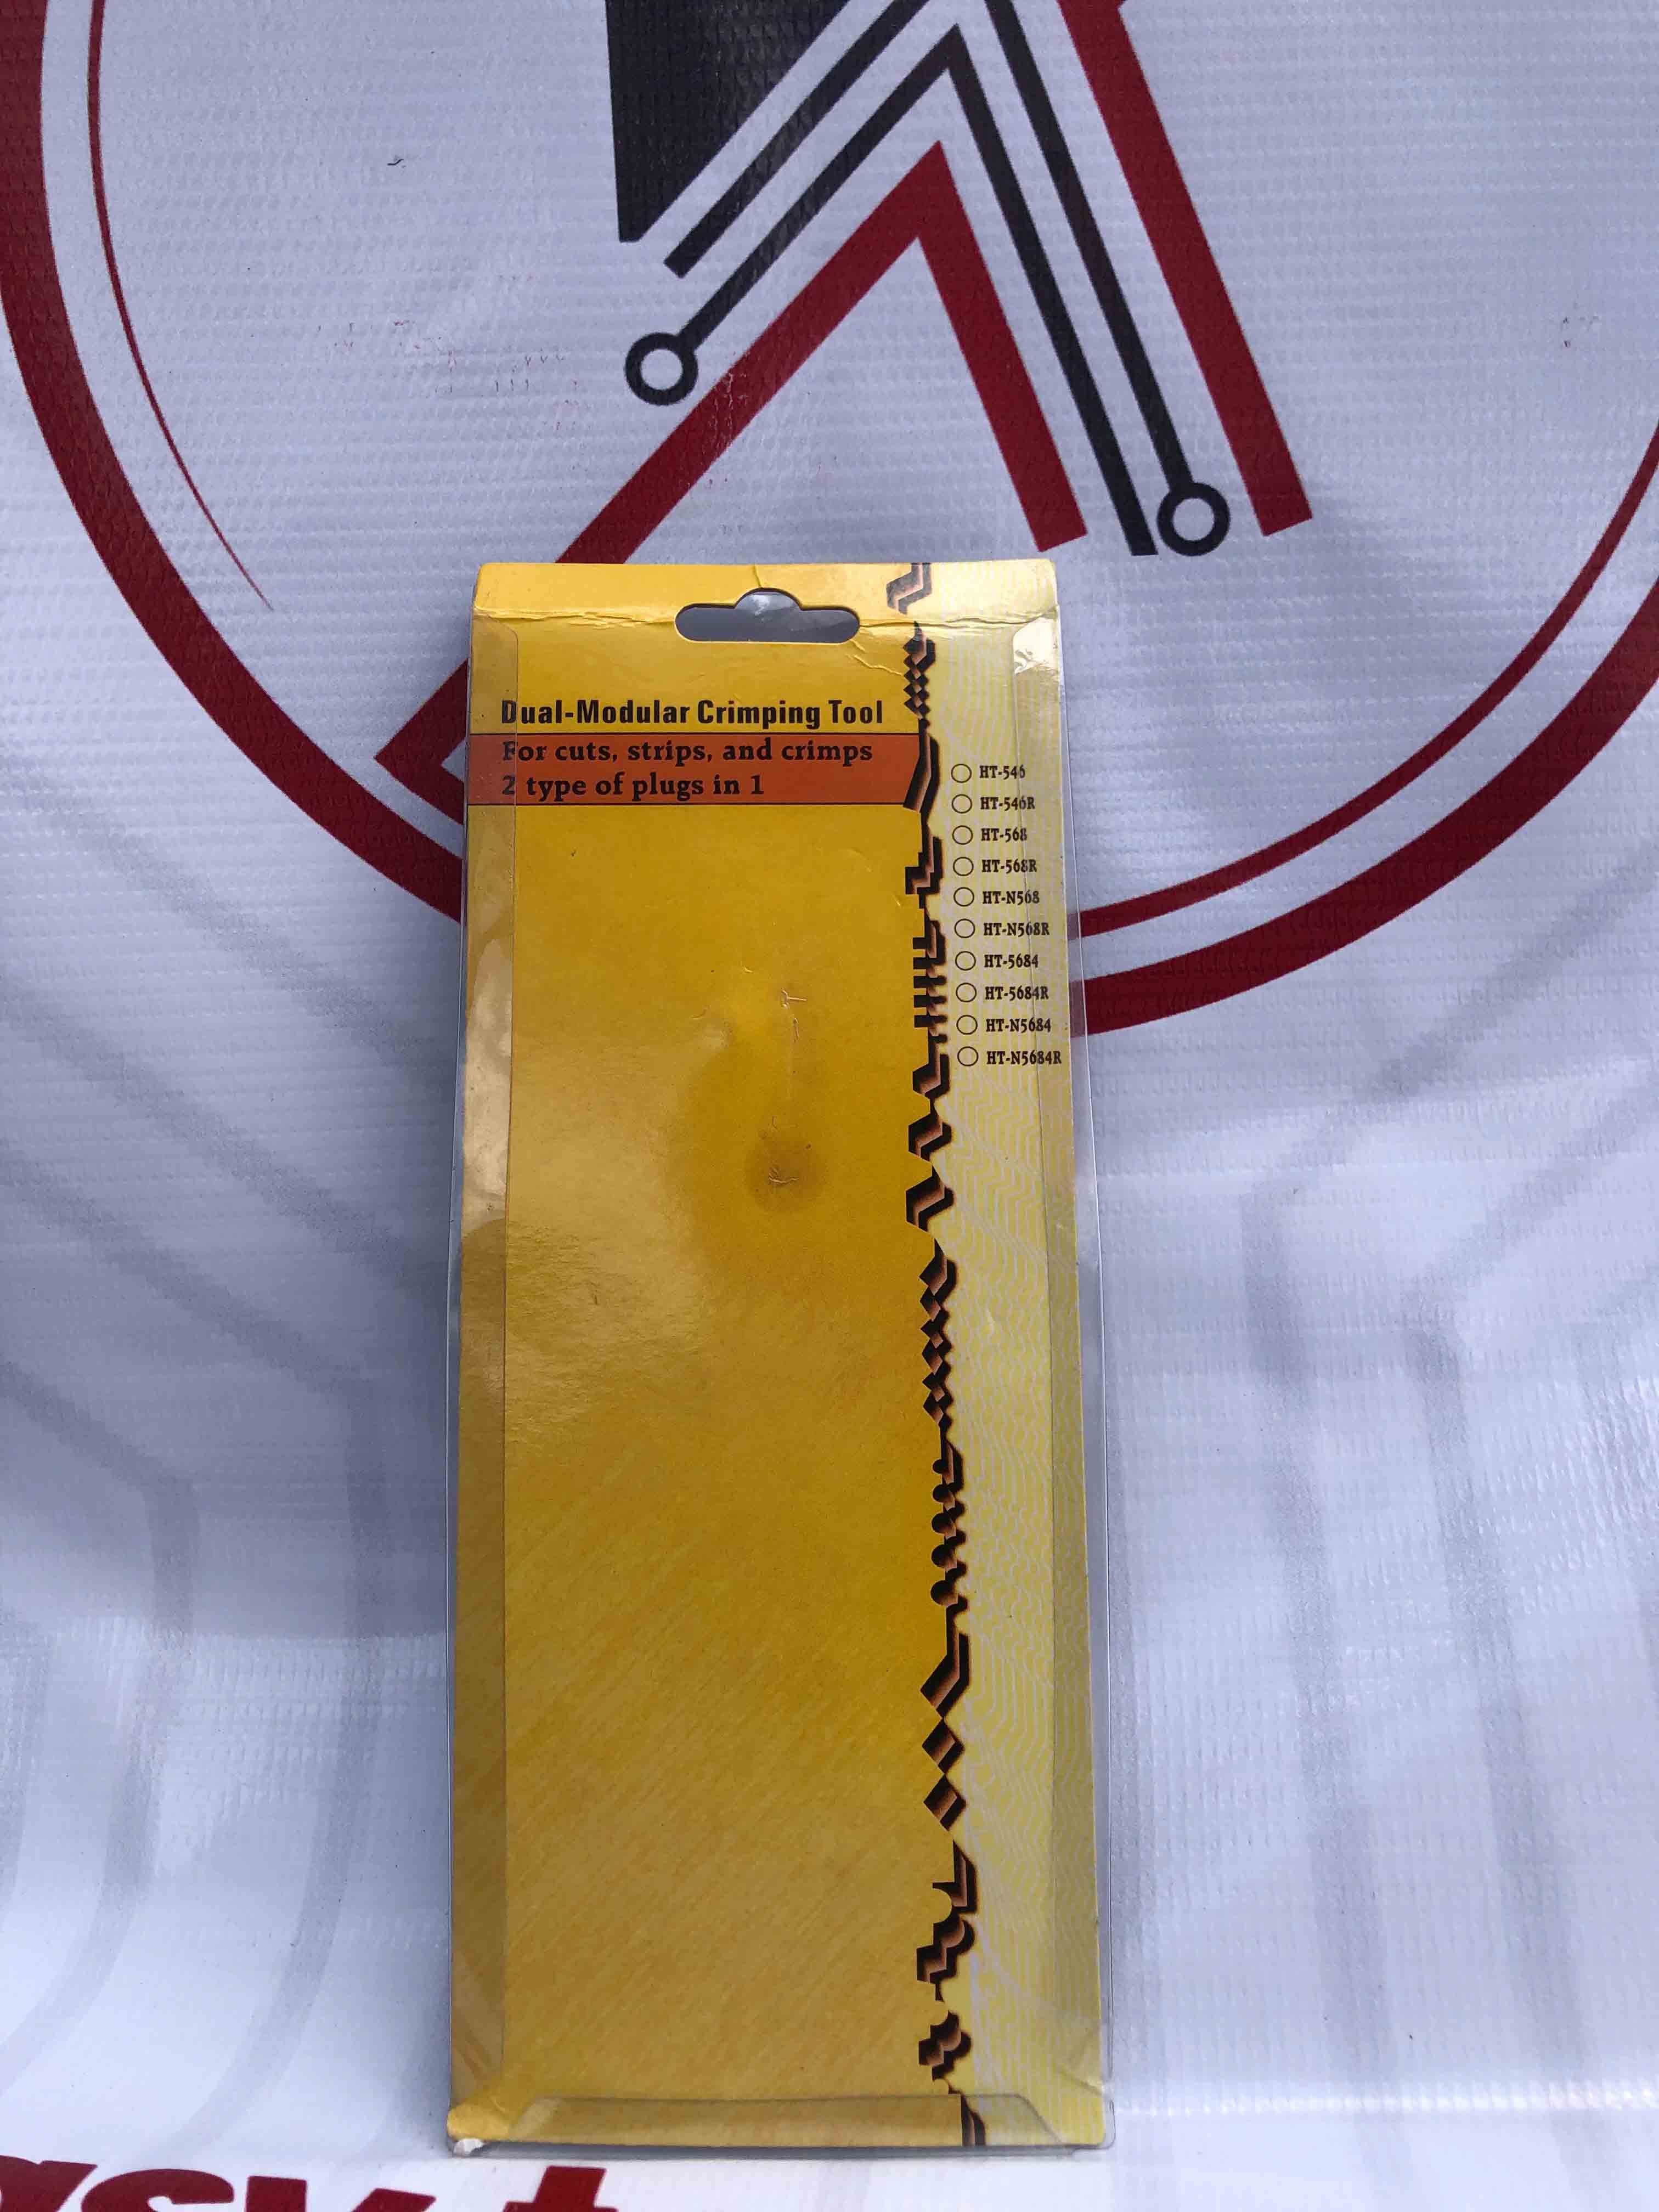 Dual-Modular Crimping Tool
For cuts, strips, and crimps
2 type of plugs in 1
HT-546
HT-546R
HT-568
HT-568R
HT-N568
HT-N568R
HT-5684
HT-5684R
HT-N5684
HT-N5684R